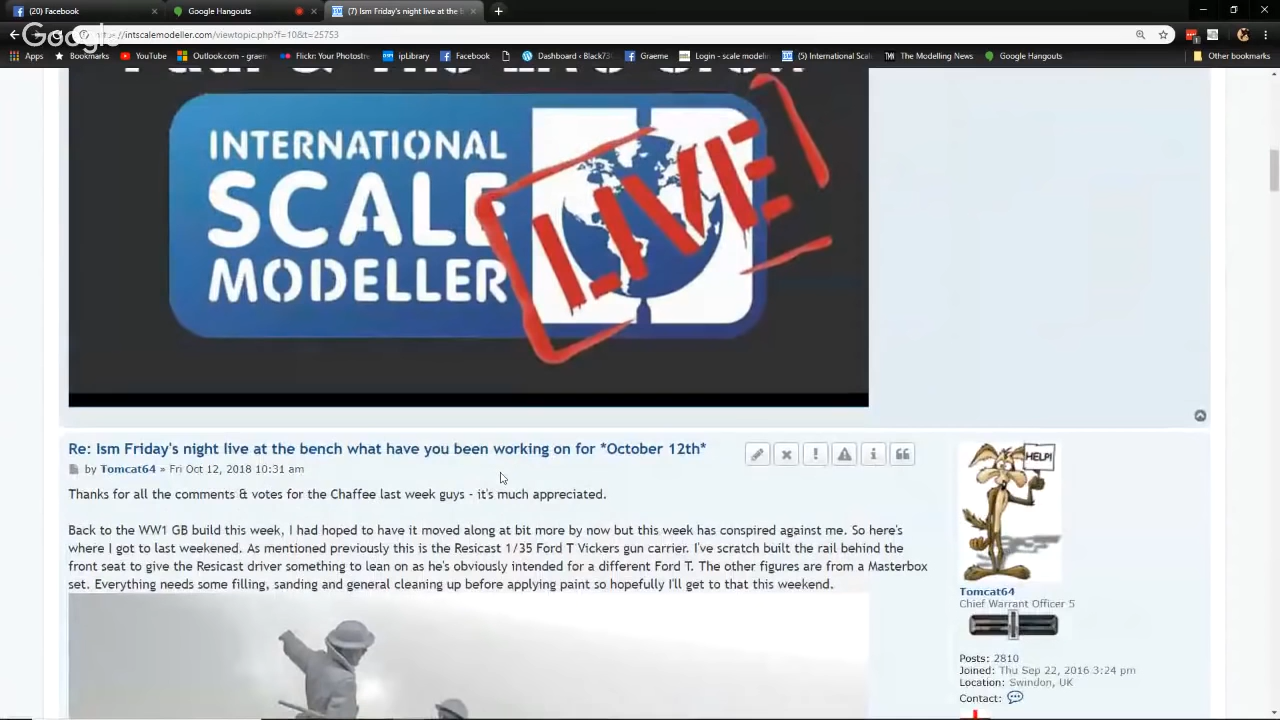 (20) Facebook
Google Hangouts
(7) Ism Friday's night live at the b
Google
intscalemodeller.com/viewtopic.php?f=10&t=25753
Apps
Bookmarks
YouTube
Outlook.com - graem
Flickr: Your Photostre
ipLibrary
Facebook
Dashboard ‹ Black73
Graeme
Login - scale modelin
(5) International Scal
The Modelling News
Google Hangouts
Other bookmarks
INTERNATIONAL
SCALE
MODELLER
LIVE!
Re: Ism Friday's night live at the bench what have you been working on for *October 12th*
by Tomcat64 » Fri Oct 12, 2018 10:31 am
Thanks for all the comments & votes for the Chaffee last week guys - it's much appreciated.
Back to the WW1 GB build this week, I had hoped to have it moved along at bit more by now but this week has conspired against me. So here's
where I got to last weekened. As mentioned previously this is the Resicast 1/35 Ford T Vickers gun carrier. I've scratch built the rail behind the
front seat to give the Resicast driver something to lean on as he's obviously intended for a different Ford T. The other figures are from a Masterbox
set. Everything needs some filling, sanding and general cleaning up before applying paint so hopefully I'll get to that this weekend.
HELP!
Tomcat64
Chief Warrant Officer 5
Posts: 2810
Joined: Thu Sep 22, 2016 3:24 pm
Location: Swindon, UK
Contact: